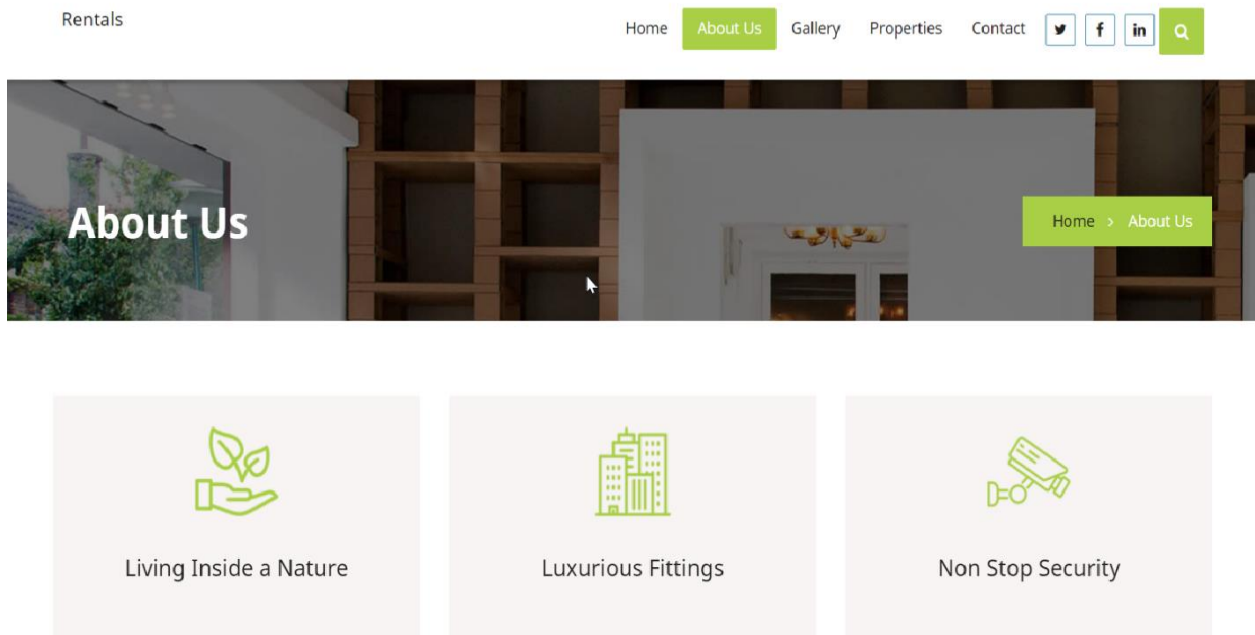 Rentals
Home About Us Gallery Properties Contact
About Us
Home > About Us
Living Inside a Nature
Luxurious Fittings
Non Stop Security